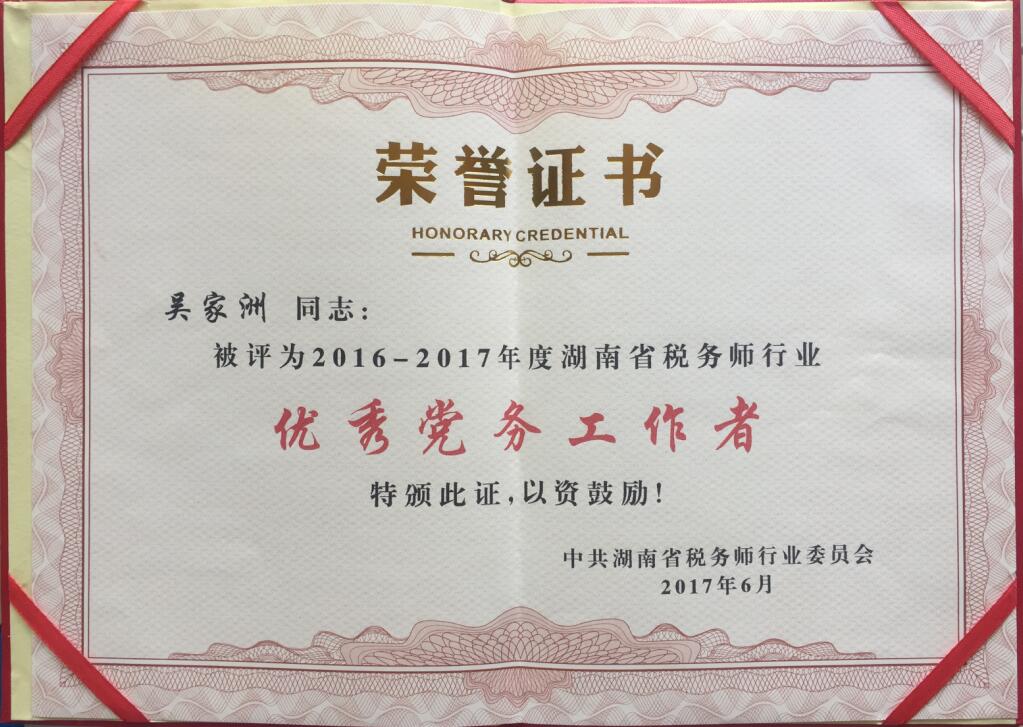 荣誉证书
HONORARY CREDENTIAL
吴家洲 同志：
被评为2016-2017年度湖南省税务师行业
优秀党务工作者
特颁此证，以资鼓励！
中共湖南省税务师行业委员会
2017年6月